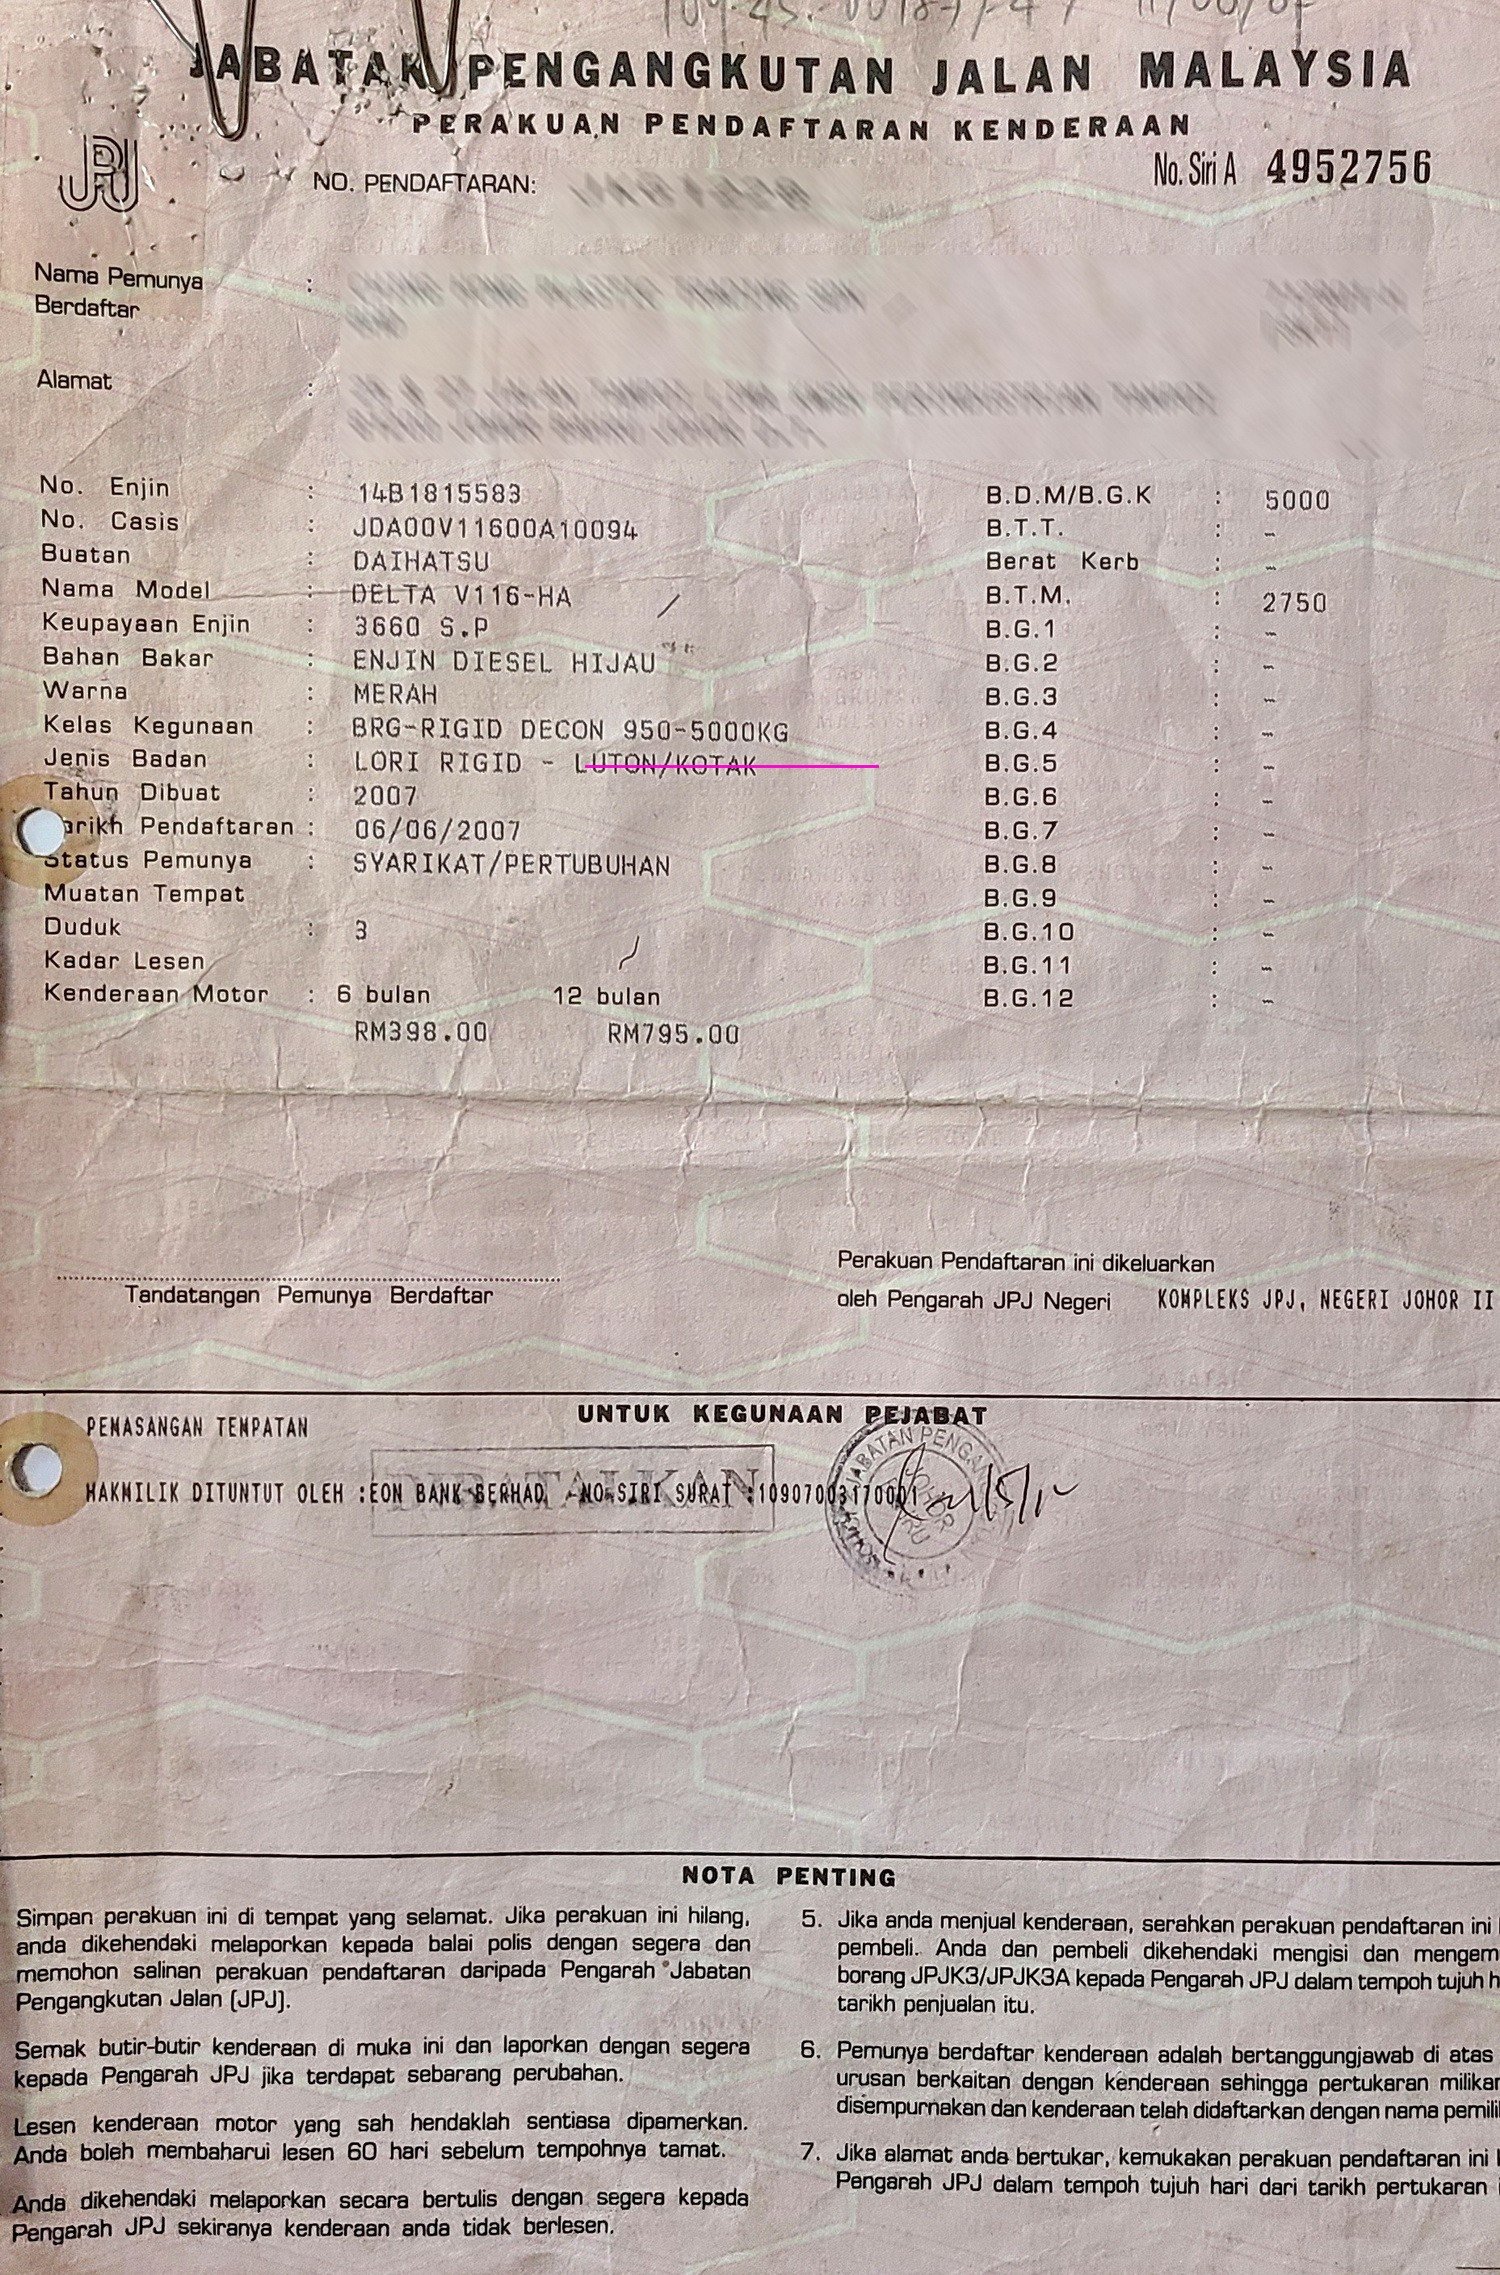 JABATAN PENGANGKUTAN JALAN MALAYSIA
PERAKUAN PENDAFTARAN KENDERAAN
JPJ
No. Siri A 4952756
NO. PENDAFTARAN:
Nama Pemunya :
Berdaftar
Alamat :
No. Enjin : 14B1815583 B.D.M/B.G.K : 5000
No. Casis : JDA00V11600A10094 B.T.T. : -
Buatan : DAIHATSU Berat Kerb : -
Nama Model : DELTA V116-HA B.T.M. : 2750
Keupayaan Enjin : 3660 S.P B.G.1 : -
Bahan Bakar : ENJIN DIESEL HIJAU B.G.2 : -
Warna : MERAH B.G.3 : -
Kelas Kegunaan : BRG-RIGID DECON 950-5000KG B.G.4 : -
Jenis Badan : LORI RIGID - LUTON/KOTAK B.G.5 : -
Tahun Dibuat : 2007 B.G.6 : -
Tarikh Pendaftaran : 06/06/2007 B.G.7 : -
Status Pemunya : SYARIKAT/PERTUBUHAN B.G.8 : -
Muatan Tempat B.G.9 : -
Duduk : 3 B.G.10 : -
Kadar Lesen B.G.11 : -
Kenderaan Motor : 6 bulan 12 bulan B.G.12 : -
RM398.00 RM795.00
Perakuan Pendaftaran ini dikeluarkan
Tandatangan Pemunya Berdaftar
oleh Pengarah JPJ Negeri KOMPLEKS JPJ, NEGERI JOHOR II
UNTUK KEGUNAAN PEJABAT
PEMASANGAN TEMPATAN
HAKMILIK DITUNTUT OLEH :EON BANK BERHAD -NO SIRI SURAT :10907003170001
DIBATALKAN
JABATAN PENGANG
JOHOR
BARU
NOTA PENTING
Simpan perakuan ini di tempat yang selamat. Jika perakuan ini hilang,
anda dikehendaki melaporkan kepada balai polis dengan segera dan
memohon salinan perakuan pendaftaran daripada Pengarah Jabatan
Pengangkutan Jalan (JPJ).
Semak butir-butir kenderaan di muka ini dan laporkan dengan segera
kepada Pengarah JPJ jika terdapat sebarang perubahan.
Lesen kenderaan motor yang sah hendaklah sentiasa dipamerkan.
Anda boleh membaharui lesen 60 hari sebelum tempohnya tamat.
Anda dikehendaki melaporkan secara bertulis dengan segera kepada
Pengarah JPJ sekiranya kenderaan anda tidak berlesen.
5. Jika anda menjual kenderaan, serahkan perakuan pendaftaran ini
pembeli. Anda dan pembeli dikehendaki mengisi dan mengem
borang JPJK3/JPJK3A kepada Pengarah JPJ dalam tempoh tujuh h
tarikh penjualan itu.
6. Pemunya berdaftar kenderaan adalah bertanggungjawab di atas
urusan berkaitan dengan kenderaan sehingga pertukaran milikan
disempurnakan dan kenderaan telah didaftarkan dengan nama pemilik
7. Jika alamat anda bertukar, kemukakan perakuan pendaftaran ini
Pengarah JPJ dalam tempoh tujuh hari dari tarikh pertukaran